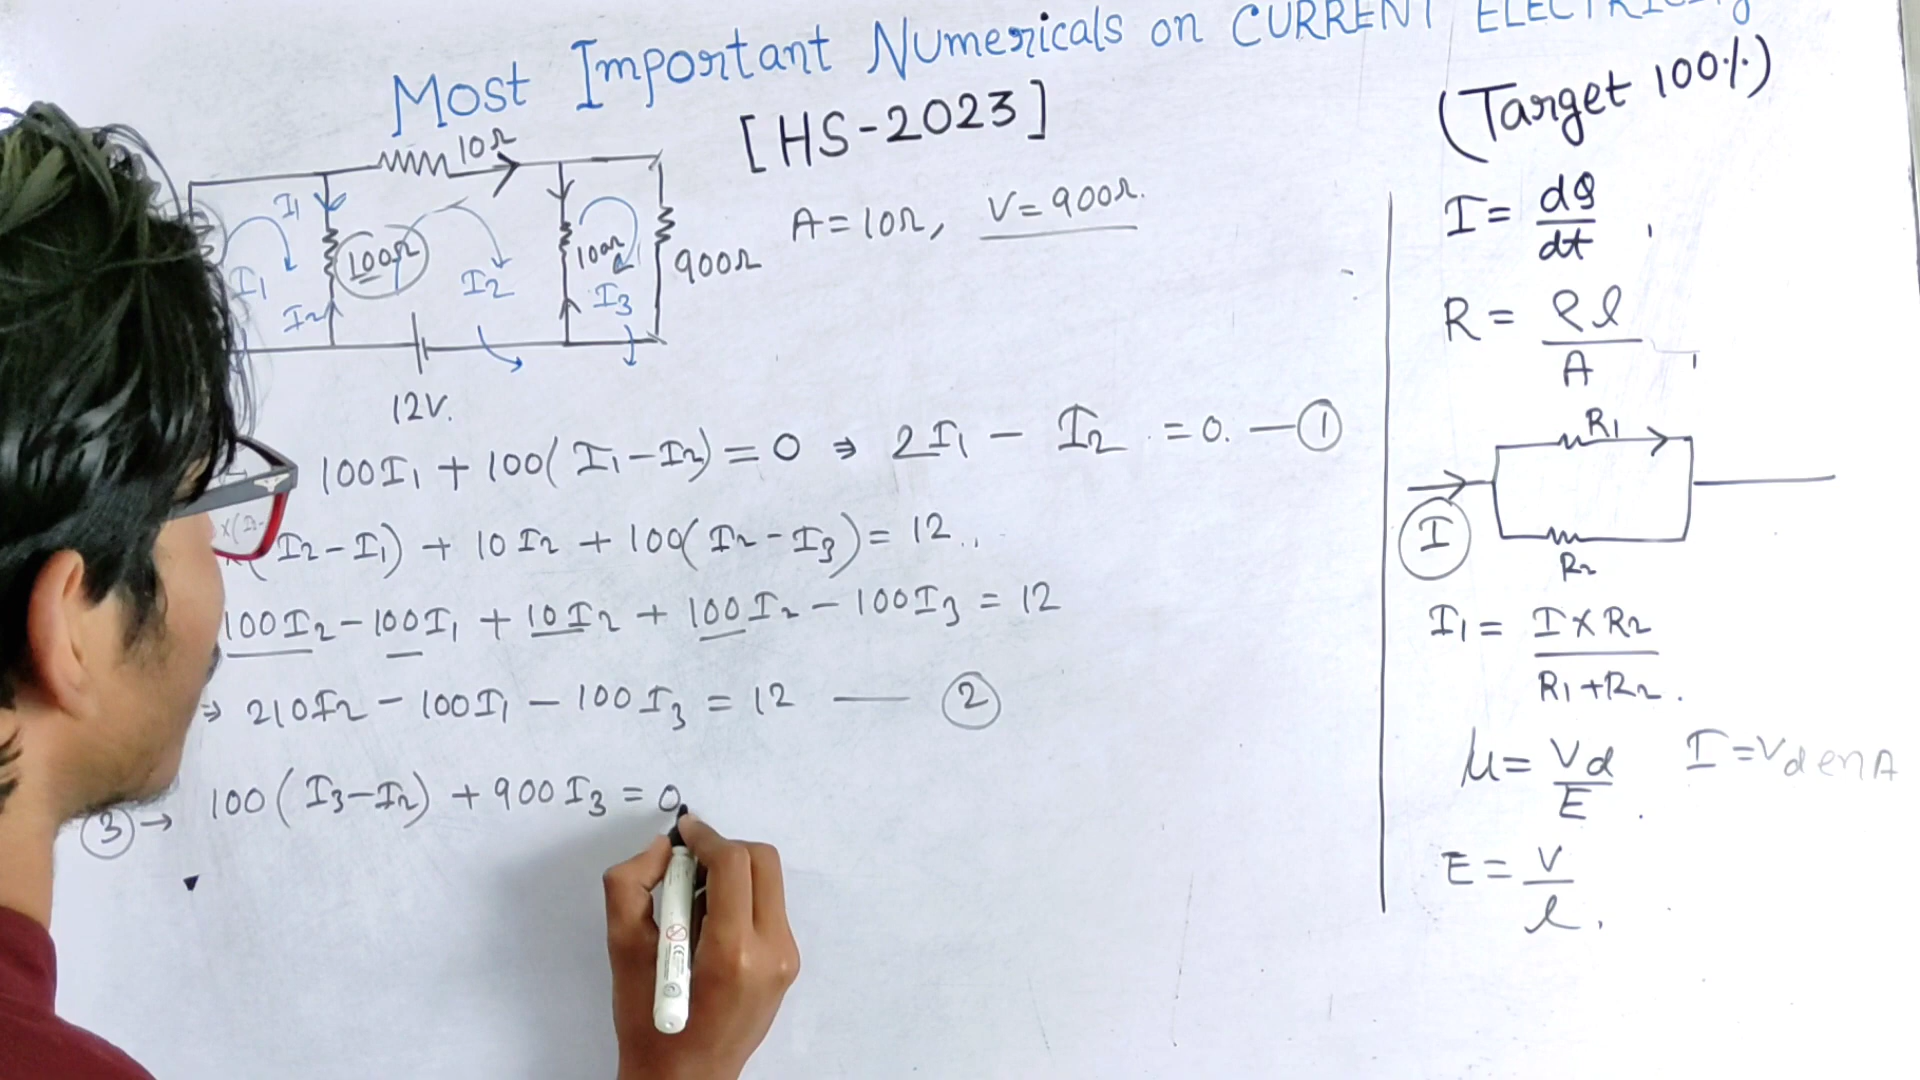 Most Important Numericals on CURRENT ELECTRICITY
[HS-2023]
(Target 100%)
10Ω
I1
100Ω
I1
I2
I2
100Ω
I3
900Ω
12V.
A = 10Ω, V = 900Ω.
100I1 + 100(I1 - I2) = 0 ⇒ 2I1 - I2 = 0. — ①
(I2 - I1) + 10I2 + 100(I2 - I3) = 12..
100I2 - 100I1 + 10I2 + 100I2 - 100I3 = 12
⇒ 210I2 - 100I1 - 100I3 = 12 — ②
③ → 100(I3 - I2) + 900I3 = 0
I = dQ/dt ,
R = ρl/A
R1
I
R2
I1 = I×R2/R1+R2.
μ = Vd/E . I = VdenA
E = V/l .